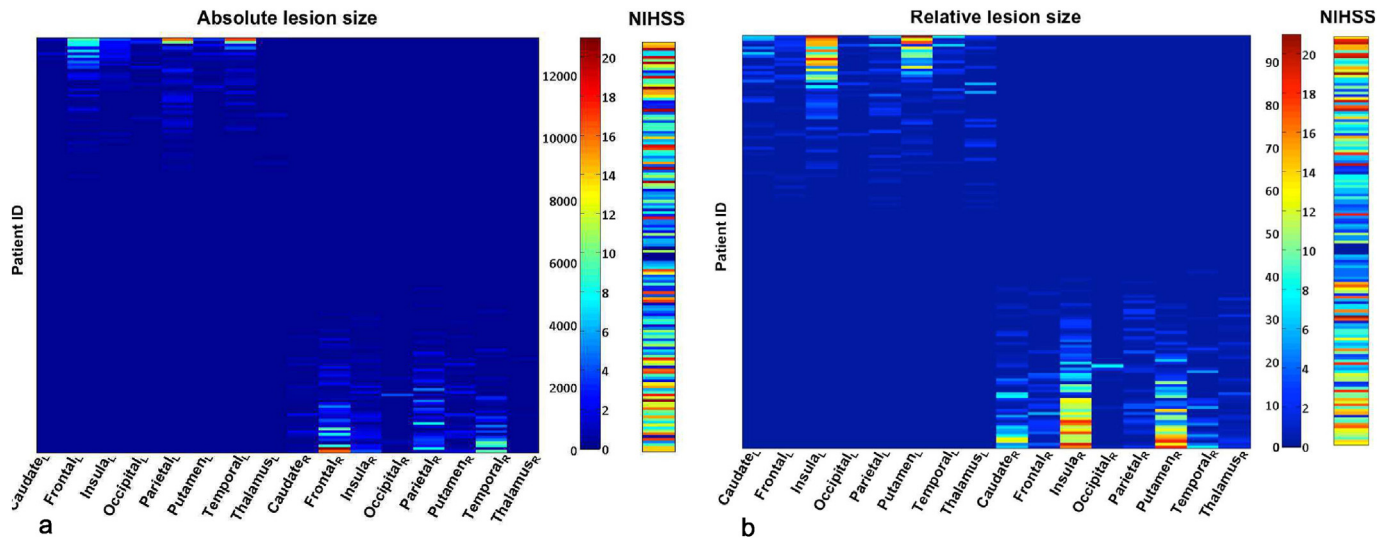 Absolute lesion size
NIHSS
Patient ID
12000
10000
8000
6000
4000
2000
0
20
18
16
14
12
10
8
6
4
2
0
Caudate_L
Frontal_L
Insula_L
Occipital_L
Parietal_L
Putamen_L
Temporal_L
Thalamus_L
Caudate_R
Frontal_R
Insula_R
Occipital_R
Parietal_R
Putamen_R
Temporal_R
Thalamus_R
a
Relative lesion size
NIHSS
Patient ID
90
80
70
60
50
40
30
20
10
0
20
18
16
14
12
10
8
6
4
2
0
Caudate_L
Frontal_L
Insula_L
Occipital_L
Parietal_L
Putamen_L
Temporal_L
Thalamus_L
Caudate_R
Frontal_R
Insula_R
Occipital_R
Parietal_R
Putamen_R
Temporal_R
Thalamus_R
b